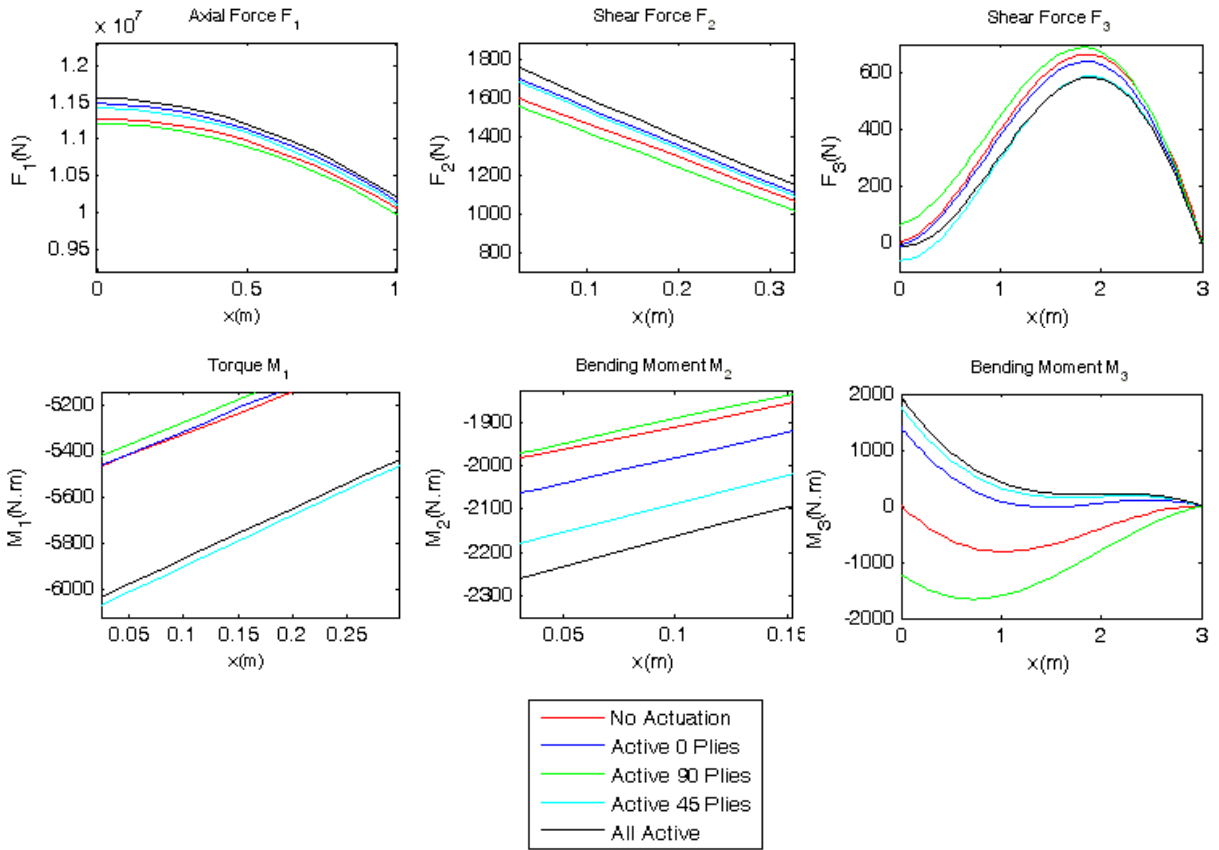 Axial Force F1
x 10^7
1.2
1.15
1.1
1.05
1
0.95
F1(N)
0
0.5
1
x(m)
Shear Force F2
1800
1600
1400
1200
1000
800
F2(N)
0.1
0.2
0.3
x(m)
Shear Force F3
600
400
200
0
F3(N)
0
1
2
3
x(m)
Torque M1
-5200
-5400
-5600
-5800
-6000
M1(N.m)
0.05
0.1
0.15
0.2
0.25
x(m)
Bending Moment M2
-1900
-2000
-2100
-2200
-2300
M2(N.m)
0.05
0.1
0.15
x(m)
Bending Moment M3
2000
1000
0
-1000
-2000
M3(N.m)
0
1
2
3
x(m)
No Actuation
Active 0 Plies
Active 90 Plies
Active 45 Plies
All Active